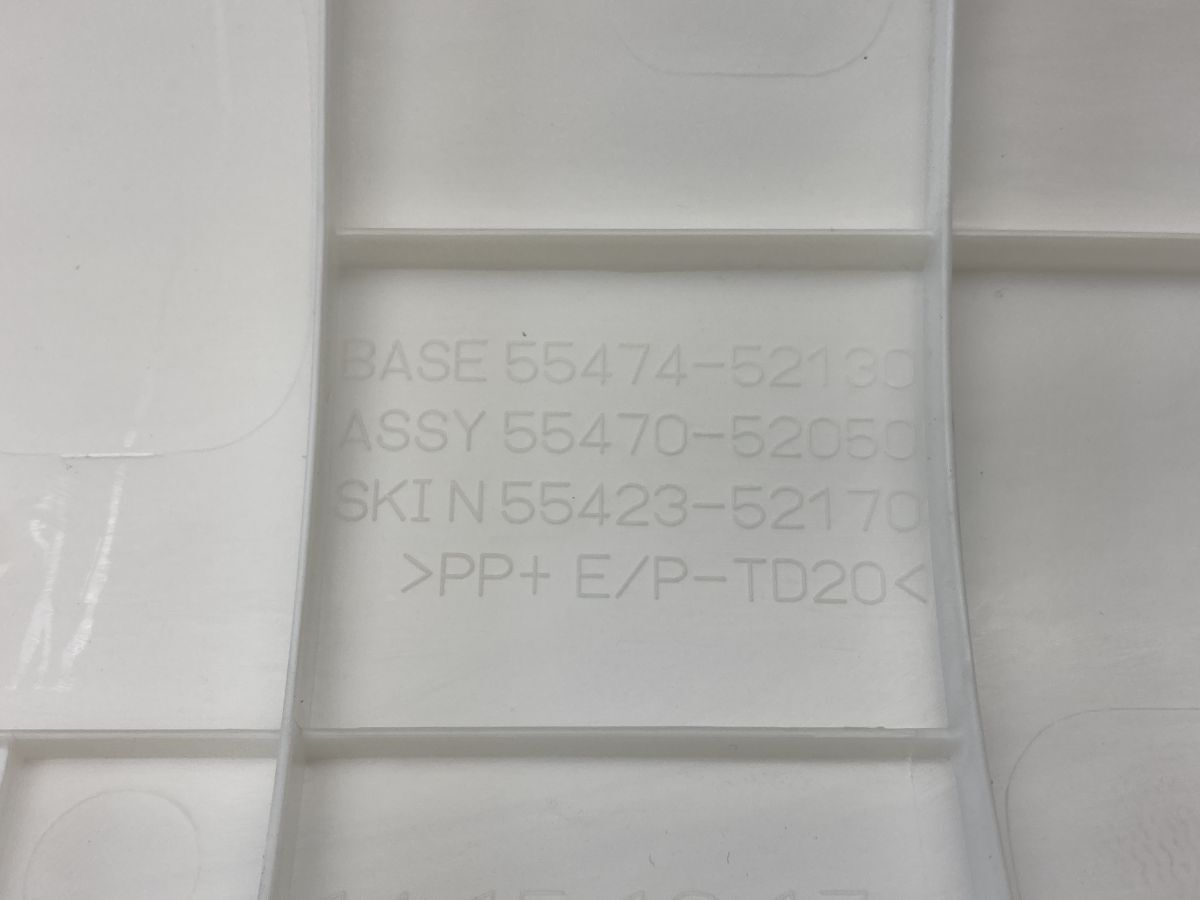 BASE 55474-52130
ASSY 55470-52050
SKIN 55423-52170
>PP+ E/P-TD20<